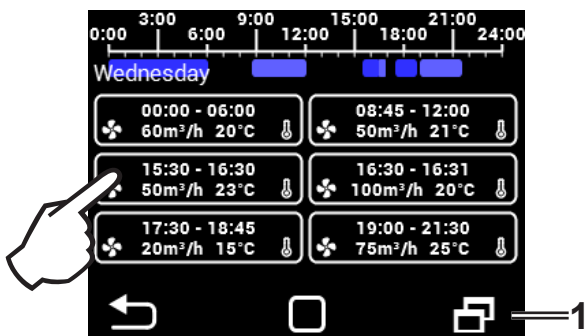 3:00 9:00 15:00 21:00
0:00 6:00 12:00 18:00 24:00
Wednesday
00:00 - 06:00
60m³/h 20°C
08:45 - 12:00
50m³/h 21°C
15:30 - 16:30
50m³/h 23°C
16:30 - 16:31
100m³/h 20°C
17:30 - 18:45
20m³/h 15°C
19:00 - 21:30
75m³/h 25°C
1